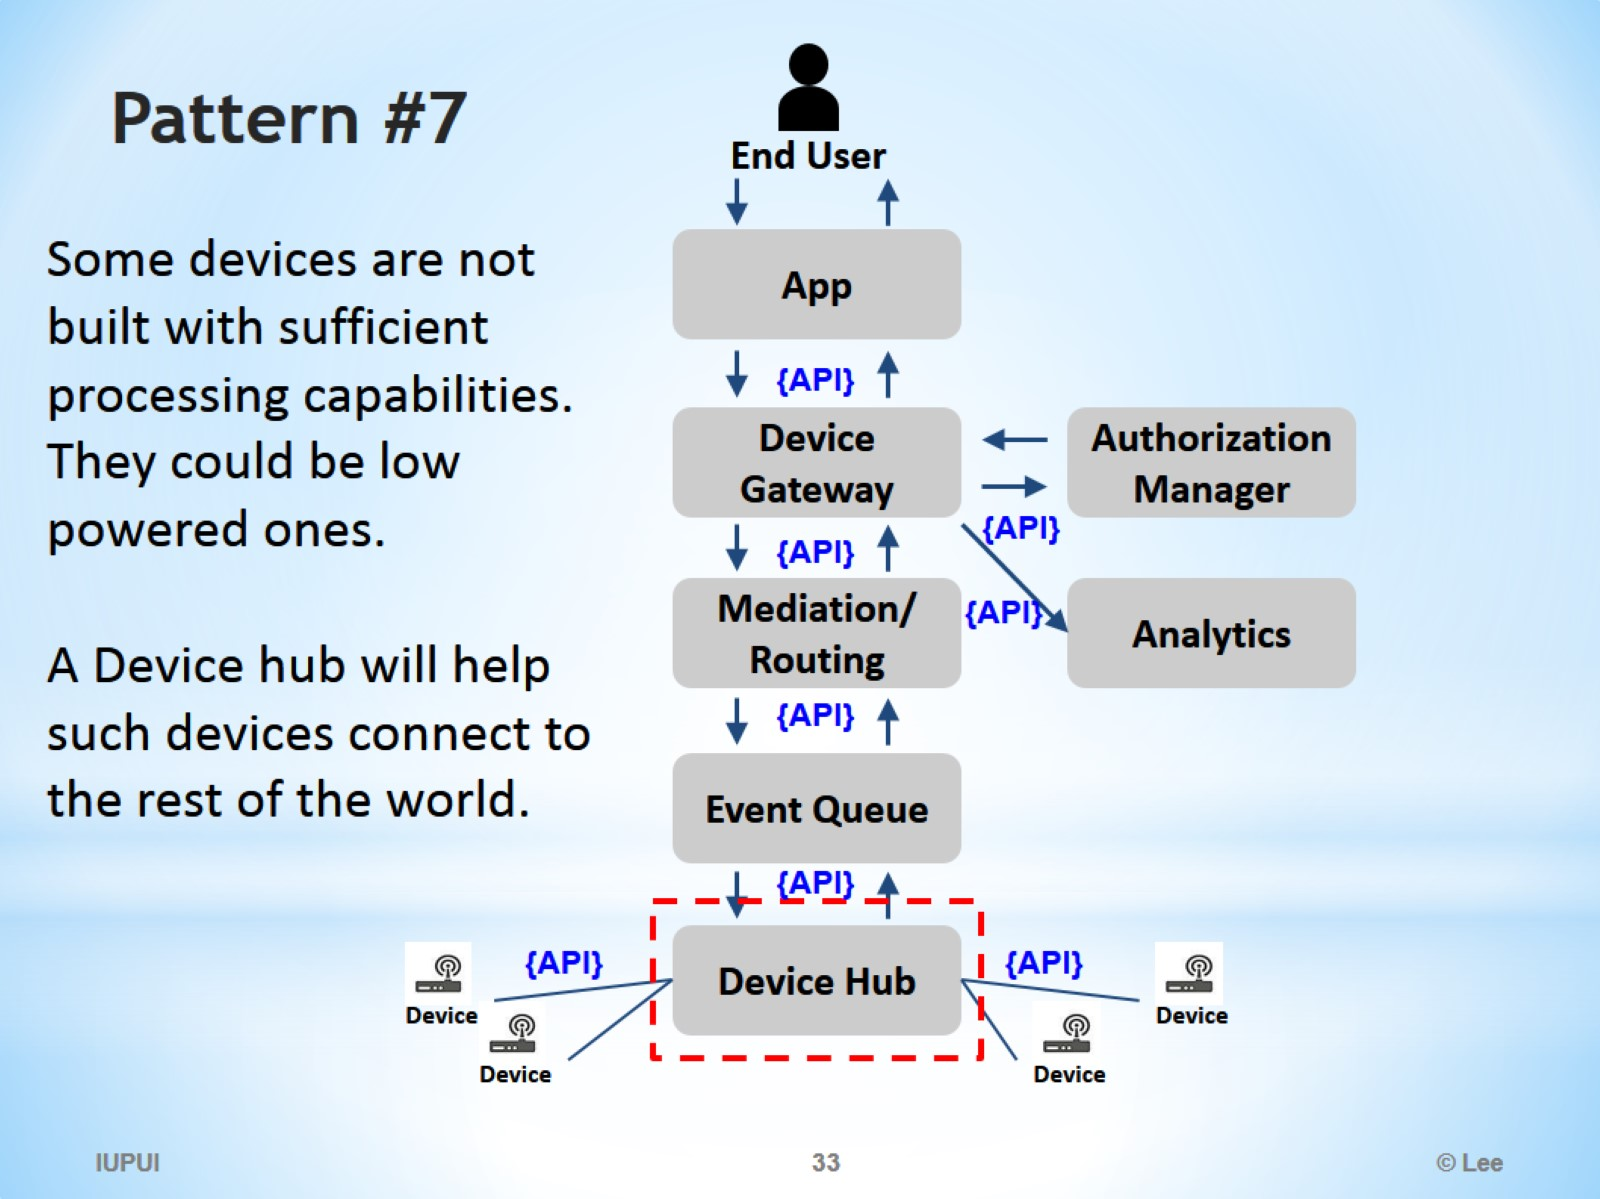 Pattern #7
Some devices are not
built with sufficient
processing capabilities.
They could be low
powered ones.
A Device hub will help
such devices connect to
the rest of the world.
End User
App
{API}
Device
Gateway
Authorization
Manager
{API}
{API}
Mediation/
Routing
{API}
Analytics
{API}
Event Queue
{API}
Device Hub
{API}
{API}
Device
Device
Device
Device
IUPUI
33
© Lee